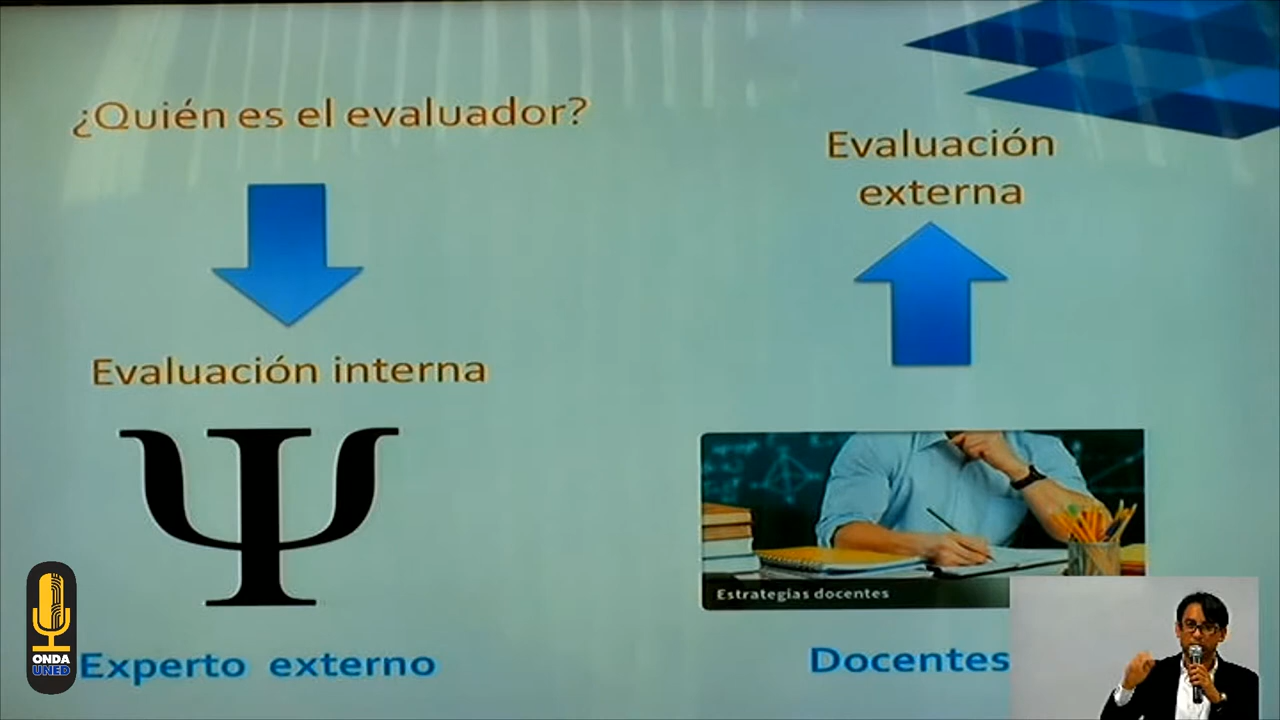 ¿Quién es el evaluador?
Evaluación
externa
Evaluación interna
Ψ
Estrategias docentes
Experto externo
Docentes
ONDA
UNED